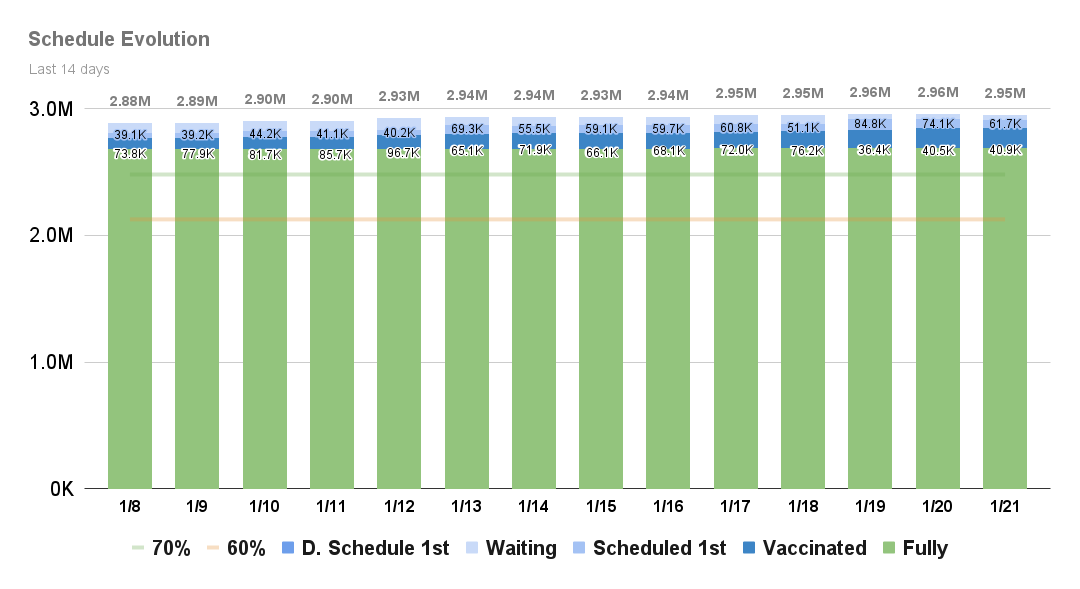 Schedule Evolution
Last 14 days
2.88M 2.89M 2.90M 2.90M 2.93M 2.94M 2.94M 2.93M 2.94M 2.95M 2.95M 2.96M 2.96M 2.95M
3.0M
39.1K 39.2K 44.2K 41.1K 40.2K 69.3K 55.5K 59.1K 59.7K 60.8K 51.1K 84.8K 74.1K 61.7K
73.8K 77.9K 81.7K 85.7K 96.7K 65.1K 71.9K 66.1K 68.1K 72.0K 76.2K 36.4K 40.5K 40.9K
2.0M
1.0M
0K
1/8 1/9 1/10 1/11 1/12 1/13 1/14 1/15 1/16 1/17 1/18 1/19 1/20 1/21
70% 60% D. Schedule 1st Waiting Scheduled 1st Vaccinated Fully